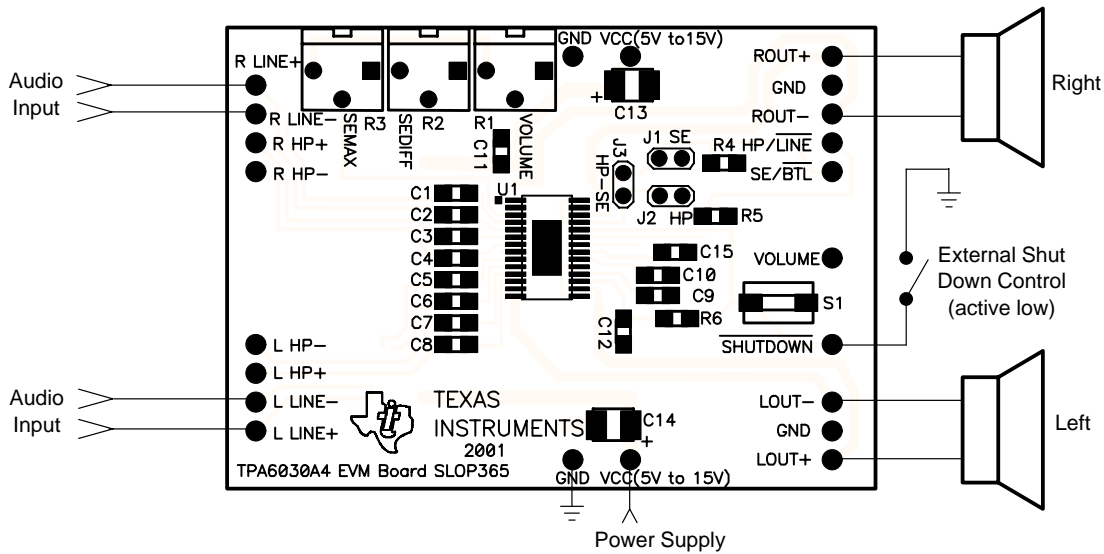 GND VCC(5V to15V)
R LINE+
ROUT+
Audio
Input
GND
Right
+
C13
R LINE-
R3
R2
R1
ROUT-
SEMAX
SEDIFF
VOLUME
C11
R HP+
J1 SE
R4
HP/LINE
J3
HP-SE
R HP-
SE/BTL
U1
C1
C2
J2 HP
R5
C3
C4
C15
VOLUME
External Shut
Down Control
(active low)
C5
C10
C6
C9
S1
C7
R6
C12
C8
L HP-
SHUTDOWN
L HP+
Audio
Input
L LINE-
TEXAS
INSTRUMENTS
2001
C14
+
LOUT-
L LINE+
GND
Left
LOUT+
TPA6030A4 EVM Board SLOP365
GND VCC(5V to 15V)
Power Supply